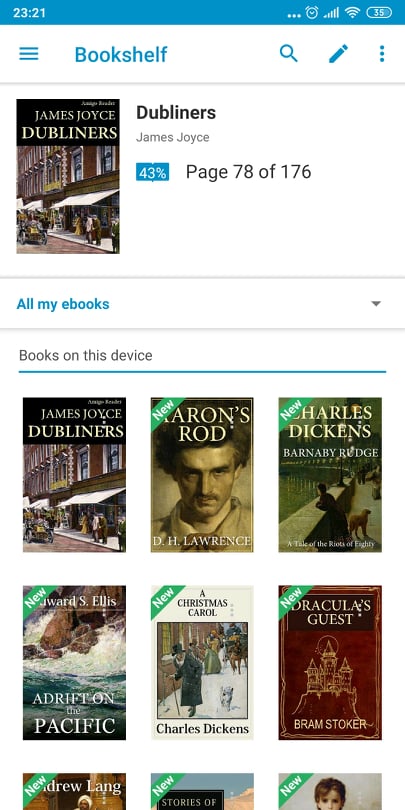 23:21
35
Bookshelf
Amigo Reader
JAMES JOYCE
DUBLINERS
Dubliners
James Joyce
43%
Page 78 of 176
All my ebooks
Books on this device
Amigo Reader
JAMES JOYCE
DUBLINERS
New
AARON'S
ROD
D. H. LAWRENCE
New
CHARLES
DICKENS
BARNABY RUDGE
A Tale of the Riots of Eighty
New
Edward S. Ellis
ADRIFT ON
the
PACIFIC
New
A
CHRISTMAS
CAROL
Charles Dickens
New
DRACULA'S
GUEST
BRAM STOKER
New
Andrew Lang
New
STORIES OF
New